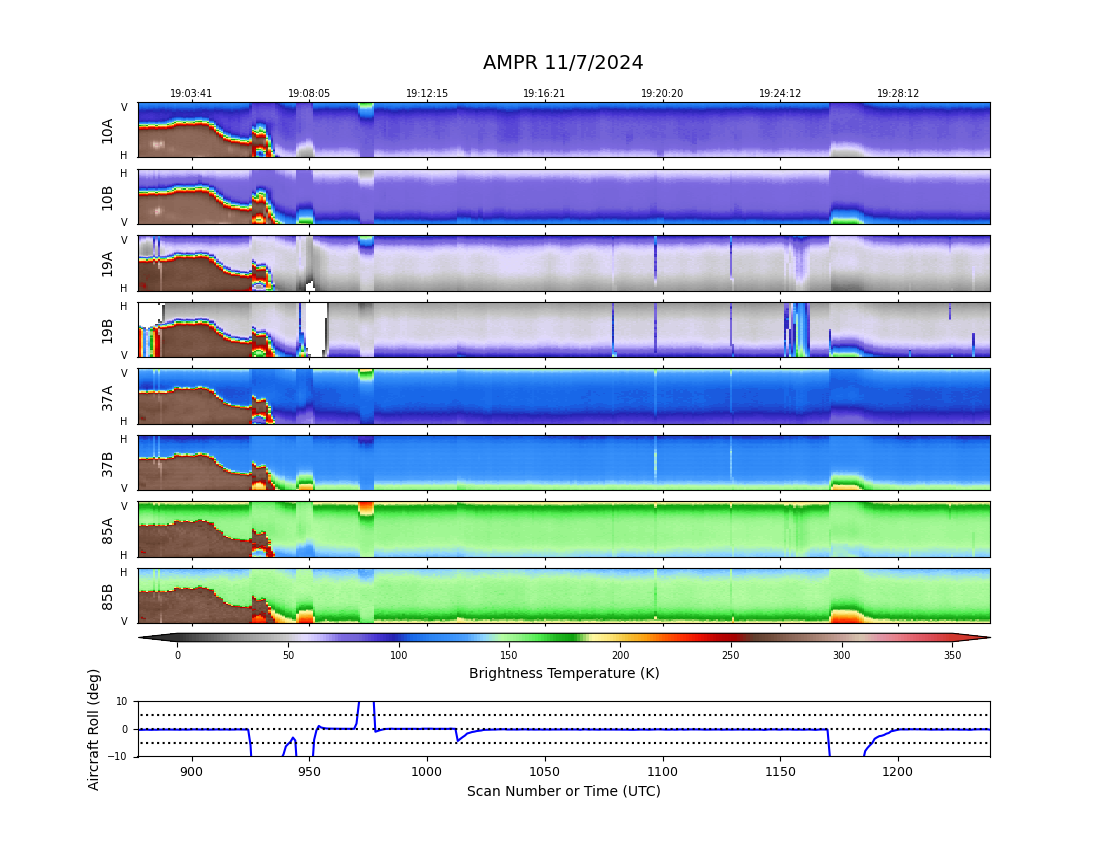 AMPR 11/7/2024
19:03:41 19:08:05 19:12:15 19:16:21 19:20:20 19:24:12 19:28:12
V
10A
H
H
10B
V
V
19A
H
H
19B
V
V
37A
H
H
37B
V
V
85A
H
H
85B
V
0 50 100 150 200 250 300 350
Brightness Temperature (K)
Aircraft Roll (deg)
10
0
−10
900 950 1000 1050 1100 1150 1200
Scan Number or Time (UTC)